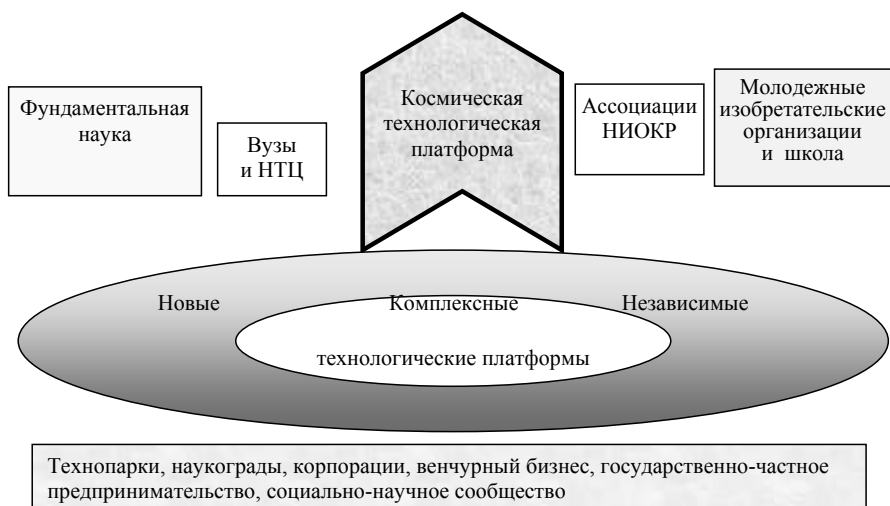 Фундаментальная
наука
Вузы
и НТЦ
Космическая
технологическая
платформа
Ассоциации
НИОКР
Молодежные
изобретательские
организации
и школа
Новые Комплексные Независимые
технологические платформы
Технопарки, наукограды, корпорации, венчурный бизнес, государственно-частное
предпринимательство, социально-научное сообщество